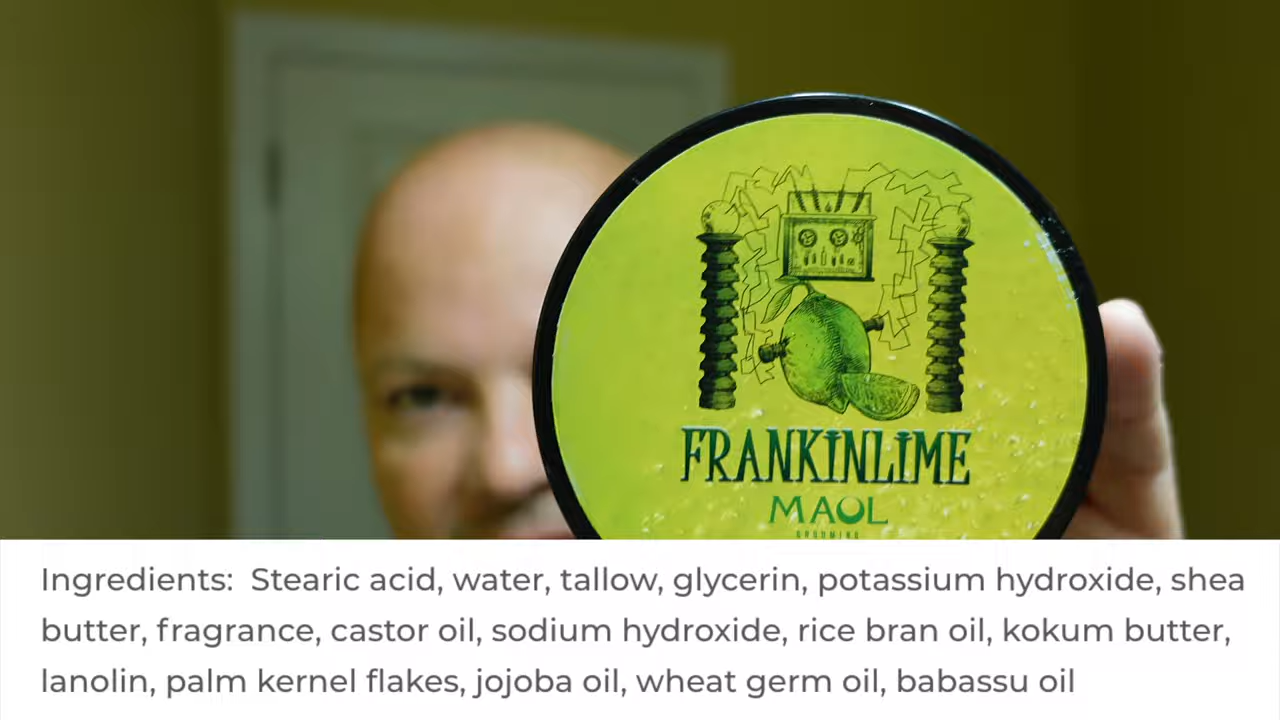 FRANKINLIME
MAOL
GROOMING
Ingredients:  Stearic acid, water, tallow, glycerin, potassium hydroxide, shea
butter, fragrance, castor oil, sodium hydroxide, rice bran oil, kokum butter,
lanolin, palm kernel flakes, jojoba oil, wheat germ oil, babassu oil